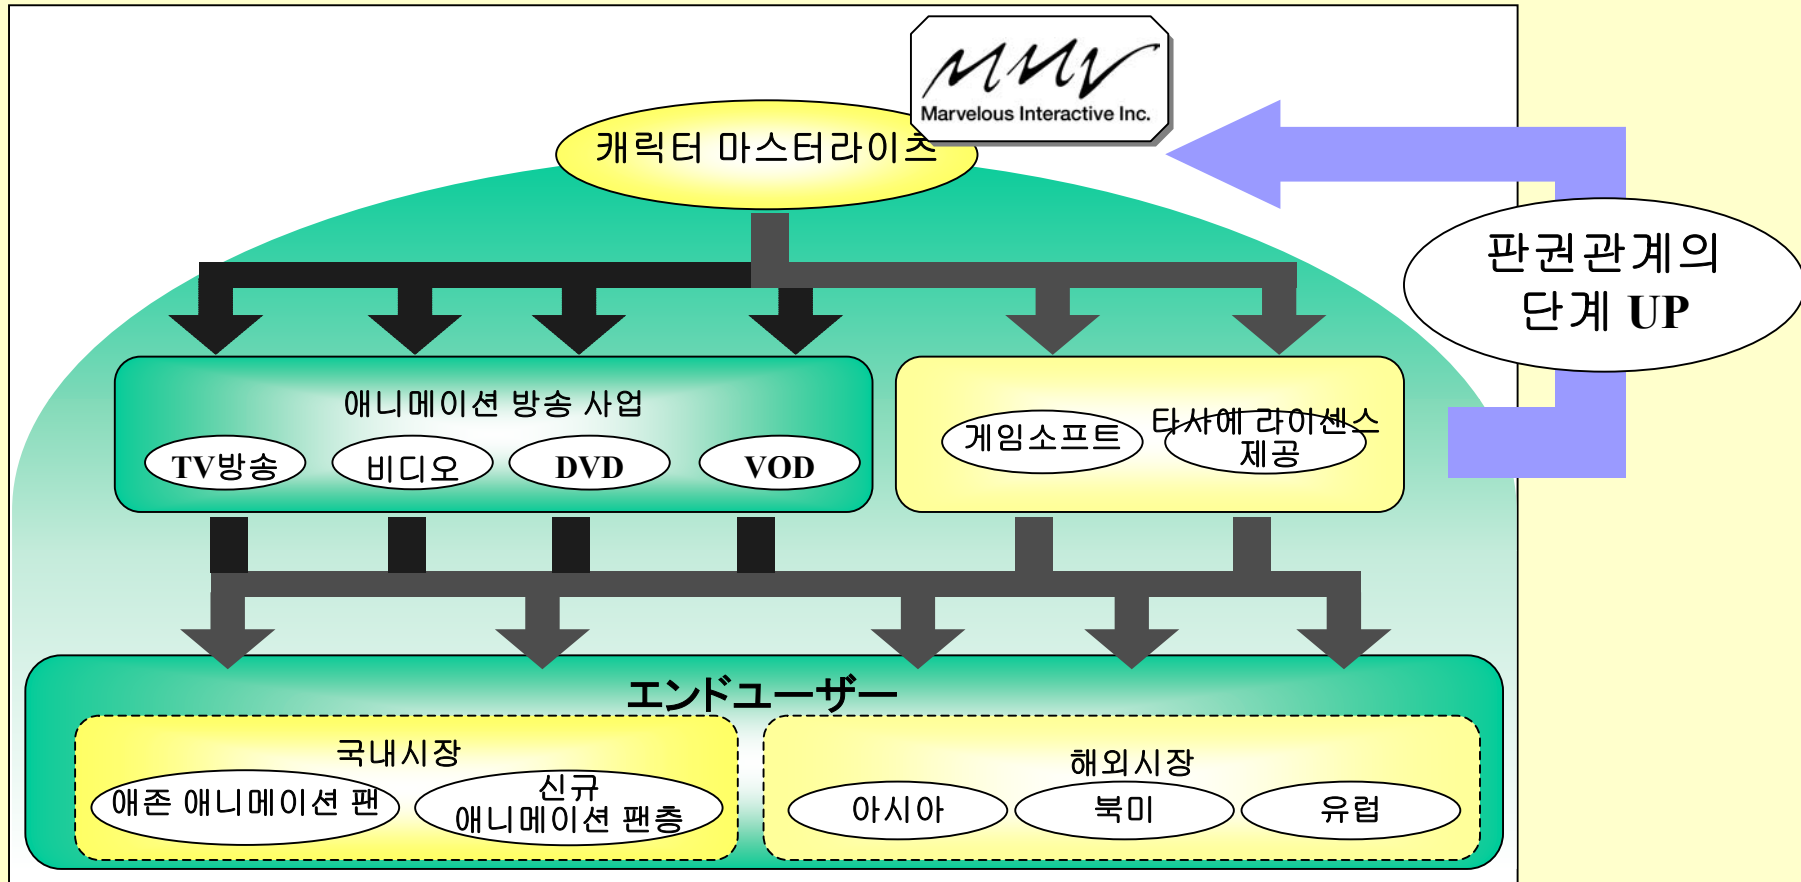 MMV
Marvelous Interactive Inc.
캐릭터 마스터라이츠
판권관계의
단계 UP
애니메이션 방송 사업
TV방송
비디오
DVD
VOD
게임소프트
타사에 라이센스
제공
エンドユーザー
국내시장
애존 애니메이션 팬
신규
애니메이션 팬층
해외시장
아시아
북미
유럽